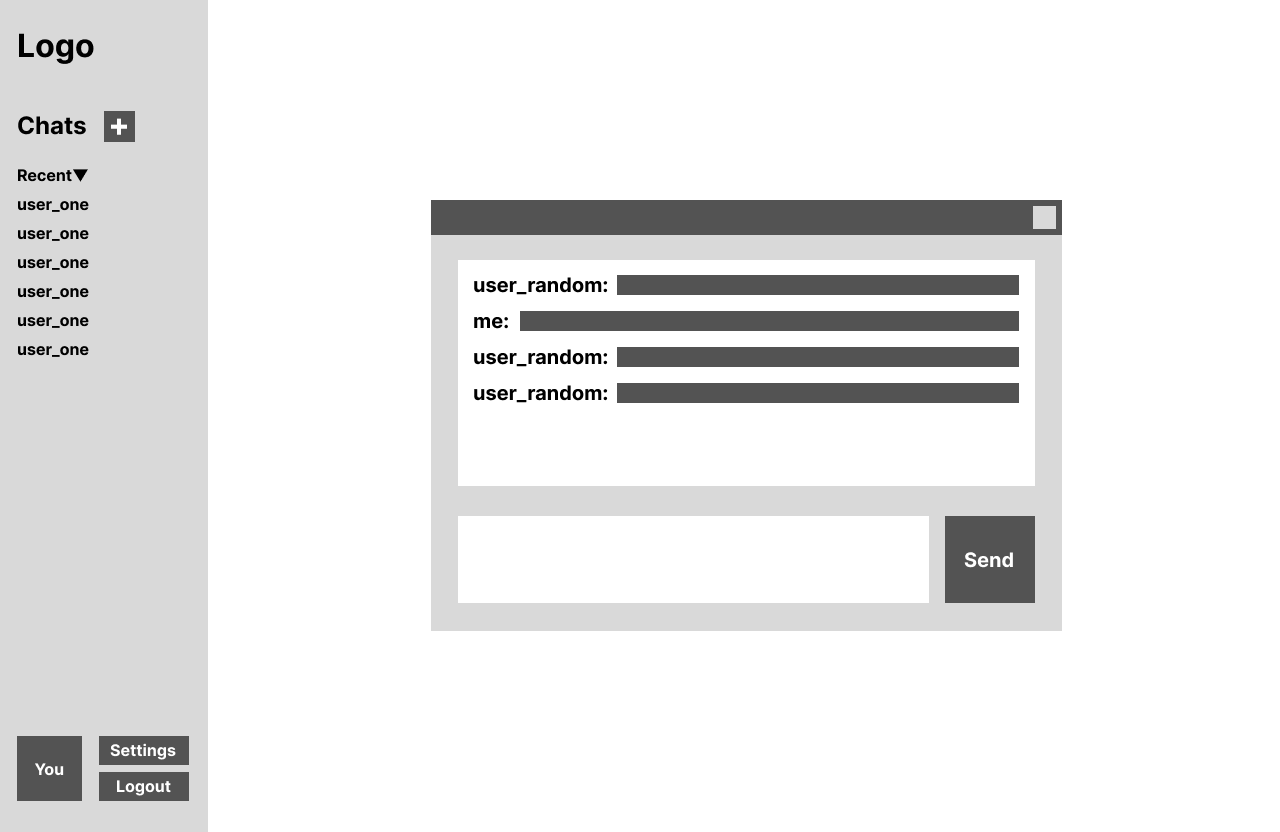 Logo
Chats +
Recent▼
user_one
user_one
user_one
user_one
user_one
user_one
You
Settings
Logout
user_random:
me:
user_random:
user_random:
Send